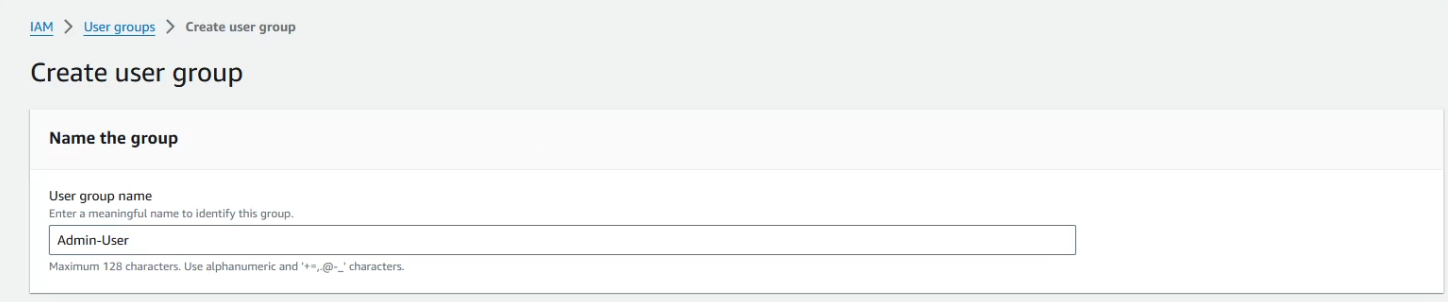 IAM > User groups > Create user group
Create user group
Name the group
User group name
Enter a meaningful name to identify this group.
Admin-User
Maximum 128 characters. Use alphanumeric and '+=,.@-_' characters.